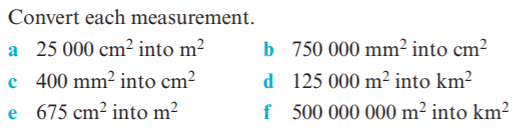 Convert each measurement.
a 25 000 cm² into m² b 750 000 mm² into cm²
c 400 mm² into cm² d 125 000 m² into km²
e 675 cm² into m² f 500 000 000 m² into km²